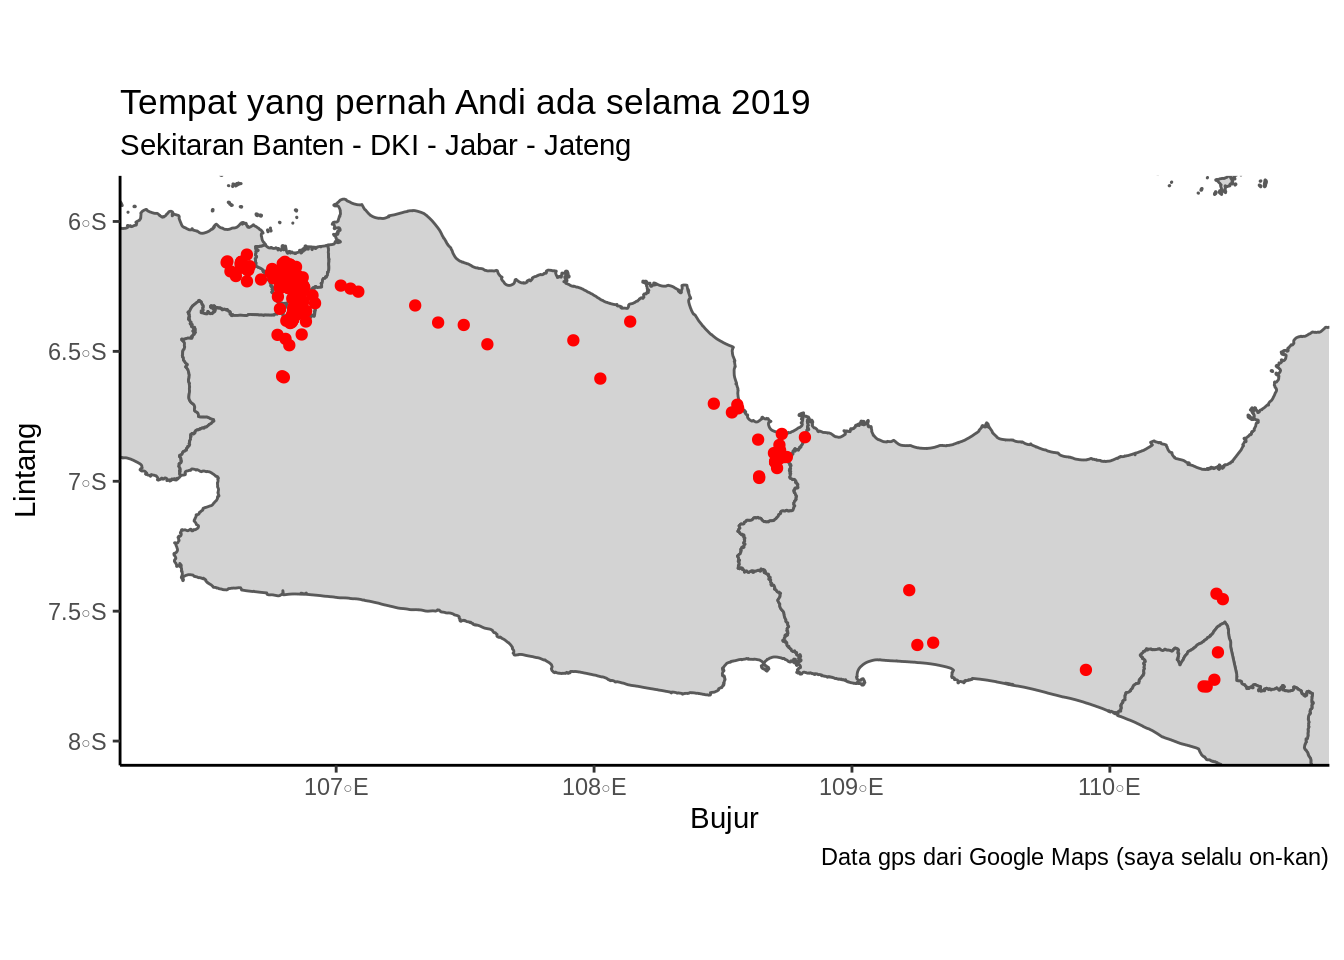 Tempat yang pernah Andi ada selama 2019
Sekitaran Banten - DKI - Jabar - Jateng
6◦S
6.5◦S
7◦S
7.5◦S
8◦S
Lintang
107◦E
108◦E
109◦E
110◦E
Bujur
Data gps dari Google Maps (saya selalu on-kan)